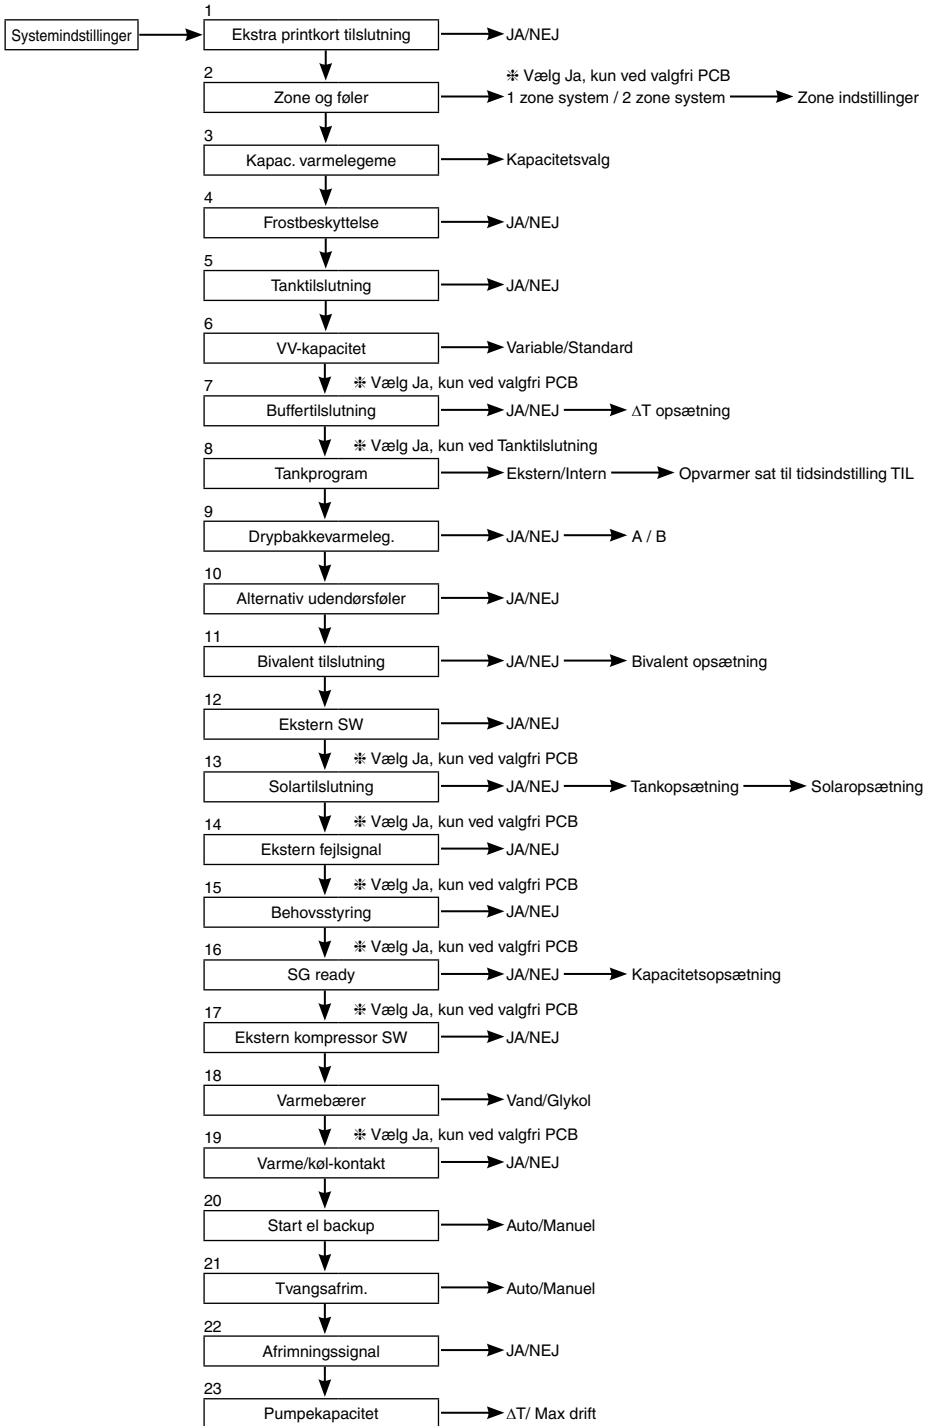 1
Systemindstillinger
Ekstra printkort tilslutning
JA/NEJ
2
❈ Vælg Ja, kun ved valgfri PCB
Zone og føler
1 zone system / 2 zone system
Zone indstillinger
3
Kapac. varmelegeme
Kapacitetsvalg
4
Frostbeskyttelse
JA/NEJ
5
Tanktilslutning
JA/NEJ
6
VV-kapacitet
Variable/Standard
❈ Vælg Ja, kun ved valgfri PCB
7
Buffertilslutning
JA/NEJ
ΔT opsætning
❈ Vælg Ja, kun ved Tanktilslutning
8
Tankprogram
Ekstern/Intern
Opvarmer sat til tidsindstilling TIL
9
Drypbakkevarmeleg.
JA/NEJ
A / B
10
Alternativ udendørsføler
JA/NEJ
11
Bivalent tilslutning
JA/NEJ
Bivalent opsætning
12
Ekstern SW
JA/NEJ
❈ Vælg Ja, kun ved valgfri PCB
13
Solartilslutning
JA/NEJ
Tankopsætning
Solaropsætning
❈ Vælg Ja, kun ved valgfri PCB
14
Ekstern fejlsignal
JA/NEJ
❈ Vælg Ja, kun ved valgfri PCB
15
Behovsstyring
JA/NEJ
❈ Vælg Ja, kun ved valgfri PCB
16
SG ready
JA/NEJ
Kapacitetsopsætning
❈ Vælg Ja, kun ved valgfri PCB
17
Ekstern kompressor SW
JA/NEJ
18
Varmebærer
Vand/Glykol
❈ Vælg Ja, kun ved valgfri PCB
19
Varme/køl-kontakt
JA/NEJ
20
Start el backup
Auto/Manuel
21
Tvangsafrim.
Auto/Manuel
22
Afrimningssignal
JA/NEJ
23
Pumpekapacitet
ΔT/ Max drift